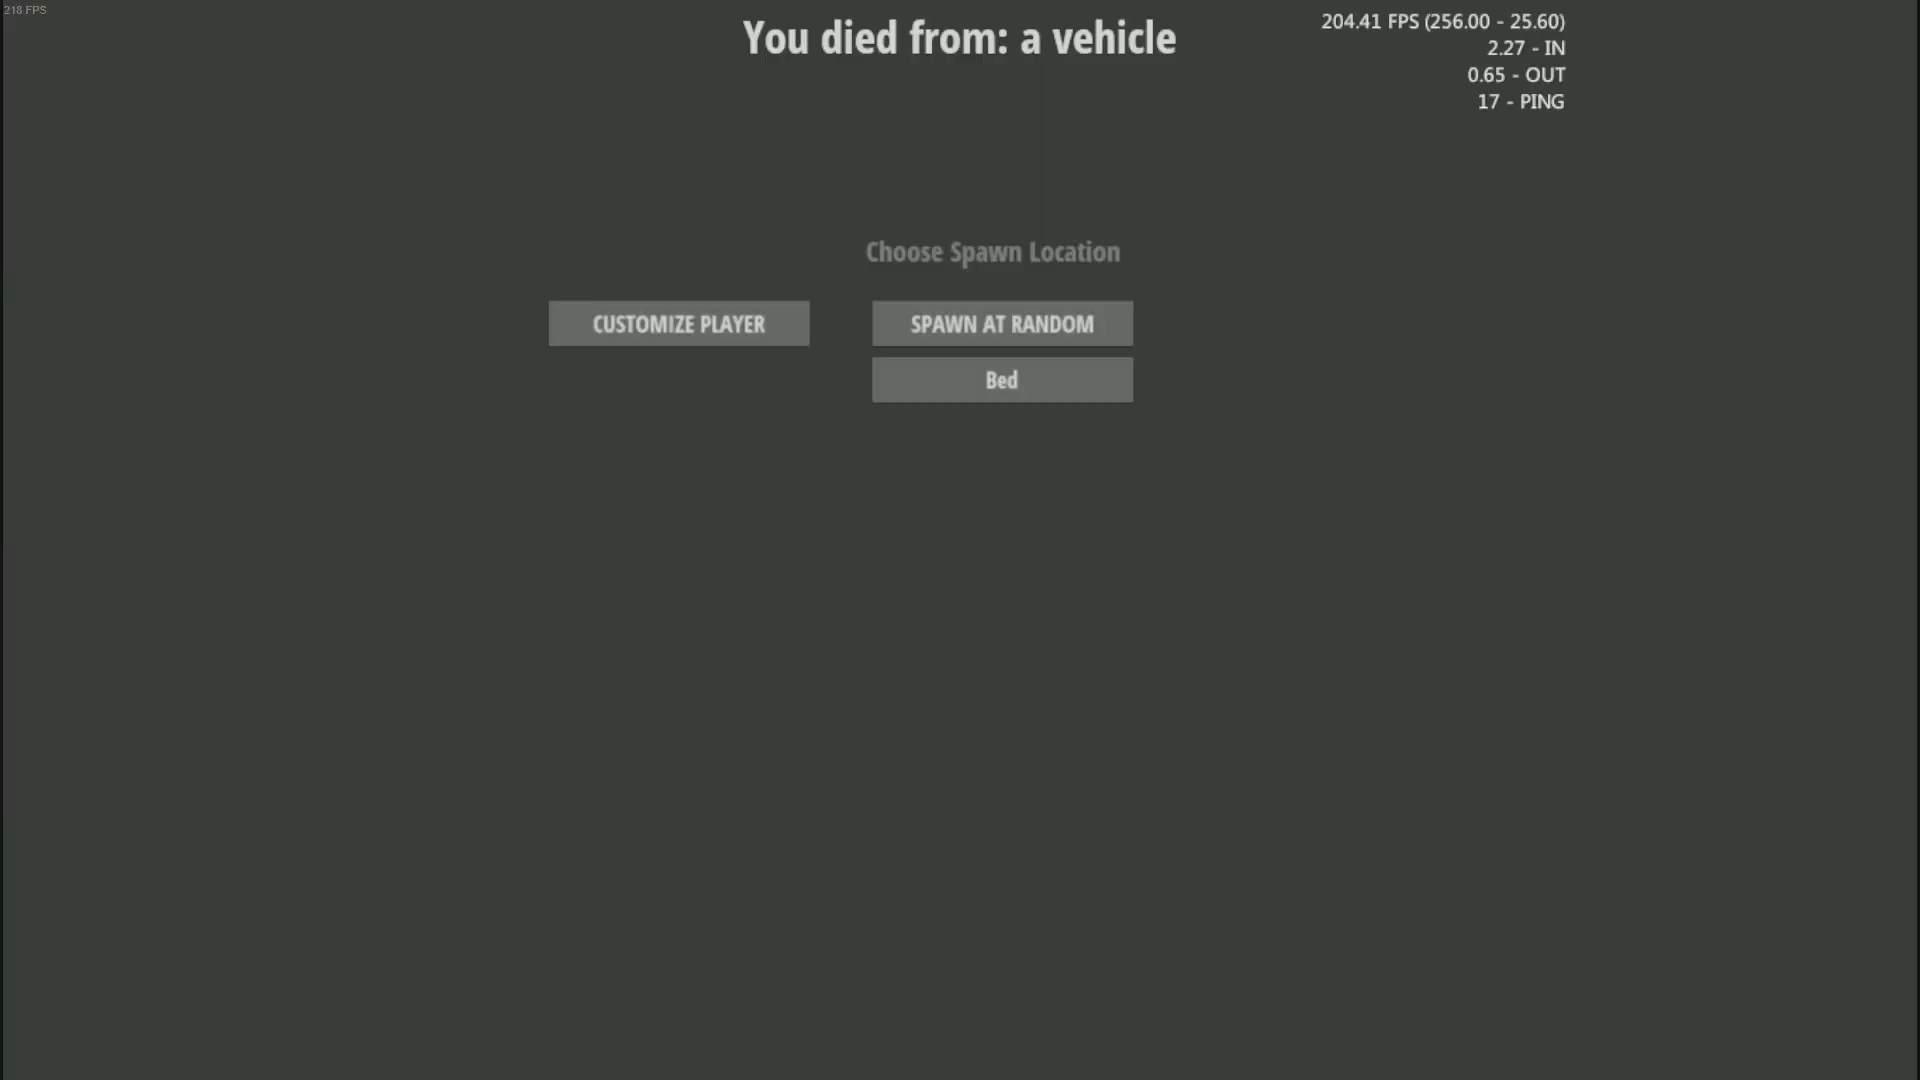 218 FPS
You died from: a vehicle
204.41 FPS (256.00 - 25.60)
2.27 - IN
0.65 - OUT
17 - PING
Choose Spawn Location
CUSTOMIZE PLAYER
SPAWN AT RANDOM
Bed